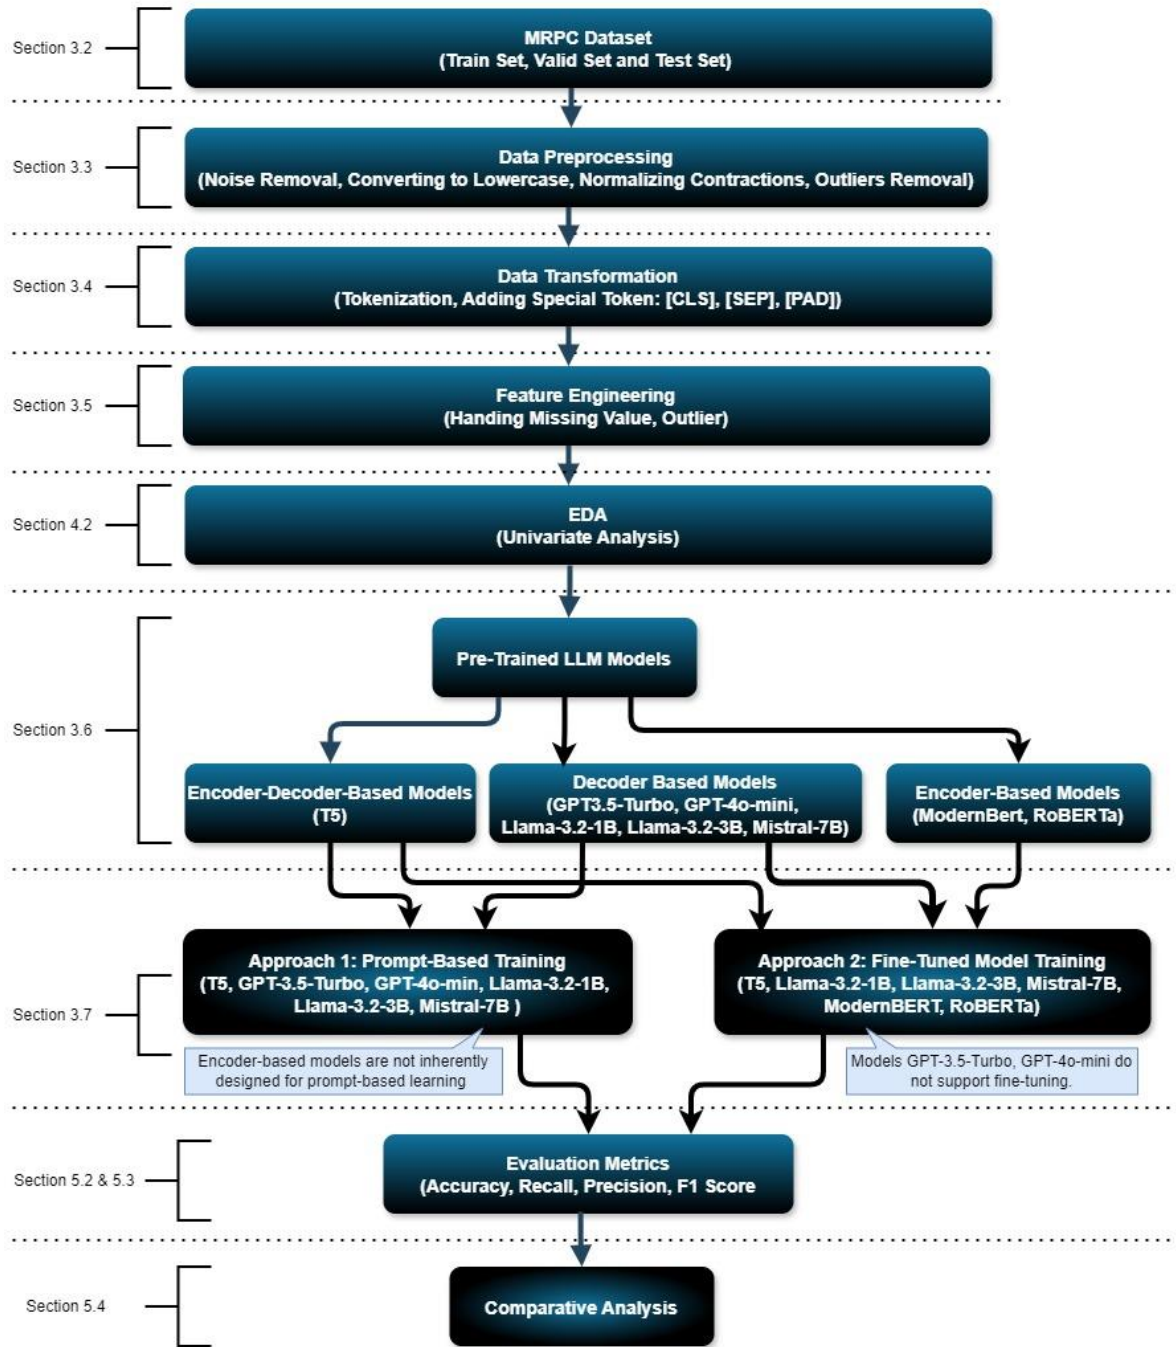 Section 3.2
MRPC Dataset
(Train Set, Valid Set and Test Set)
Section 3.3
Data Preprocessing
(Noise Removal, Converting to Lowercase, Normalizing Contractions, Outliers Removal)
Section 3.4
Data Transformation
(Tokenization, Adding Special Token: [CLS], [SEP], [PAD])
Section 3.5
Feature Engineering
(Handing Missing Value, Outlier)
Section 4.2
EDA
(Univariate Analysis)
Section 3.6
Pre-Trained LLM Models
Encoder-Decoder-Based Models
(T5)
Decoder Based Models
(GPT3.5-Turbo, GPT-4o-mini,
Llama-3.2-1B, Llama-3.2-3B, Mistral-7B)
Encoder-Based Models
(ModernBert, RoBERTa)
Section 3.7
Approach 1: Prompt-Based Training
(T5, GPT-3.5-Turbo, GPT-4o-min, Llama-3.2-1B,
Llama-3.2-3B, Mistral-7B )
Encoder-based models are not inherently
designed for prompt-based learning
Approach 2: Fine-Tuned Model Training
(T5, Llama-3.2-1B, Llama-3.2-3B, Mistral-7B,
ModernBERT, RoBERTa)
Models GPT-3.5-Turbo, GPT-4o-mini do
not support fine-tuning.
Section 5.2 & 5.3
Evaluation Metrics
(Accuracy, Recall, Precision, F1 Score
Section 5.4
Comparative Analysis